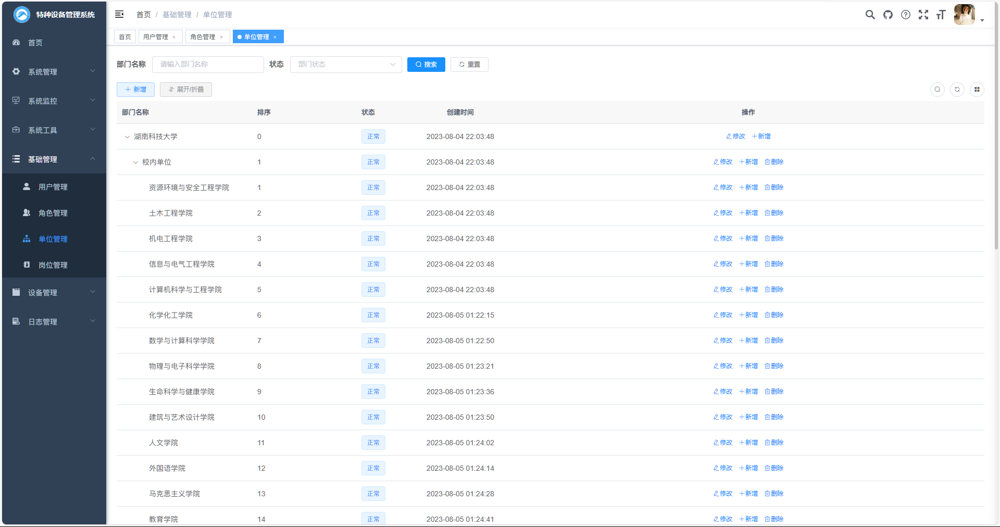 特种设备管理系统
首页
系统管理
系统监控
系统工具
基础管理
用户管理
角色管理
单位管理
岗位管理
设备管理
日志管理
首页 / 基础管理 / 单位管理
首页 用户管理 × 角色管理 × 单位管理 ×
部门名称 请输入部门名称 状态 部门状态 搜索 重置
新增 展开/折叠
部门名称 排序 状态 创建时间 操作
湖南科技大学 0 正常 2023-08-04 22:03:48 修改 新增
校内单位 1 正常 2023-08-04 22:03:48 修改 新增 删除
资源环境与安全工程学院 1 正常 2023-08-04 22:03:48 修改 新增 删除
土木工程学院 2 正常 2023-08-04 22:03:48 修改 新增 删除
机电工程学院 3 正常 2023-08-04 22:03:48 修改 新增 删除
信息与电气工程学院 4 正常 2023-08-04 22:03:48 修改 新增 删除
计算机科学与工程学院 5 正常 2023-08-04 22:03:48 修改 新增 删除
化学化工学院 6 正常 2023-08-05 01:22:15 修改 新增 删除
数学与计算科学学院 7 正常 2023-08-05 01:22:50 修改 新增 删除
物理与电子科学学院 8 正常 2023-08-05 01:23:21 修改 新增 删除
生命科学与健康学院 9 正常 2023-08-05 01:23:36 修改 新增 删除
建筑与艺术设计学院 10 正常 2023-08-05 01:23:50 修改 新增 删除
人文学院 11 正常 2023-08-05 01:24:02 修改 新增 删除
外国语学院 12 正常 2023-08-05 01:24:14 修改 新增 删除
马克思主义学院 13 正常 2023-08-05 01:24:28 修改 新增 删除
教育学院 14 正常 2023-08-05 01:24:41 修改 新增 删除